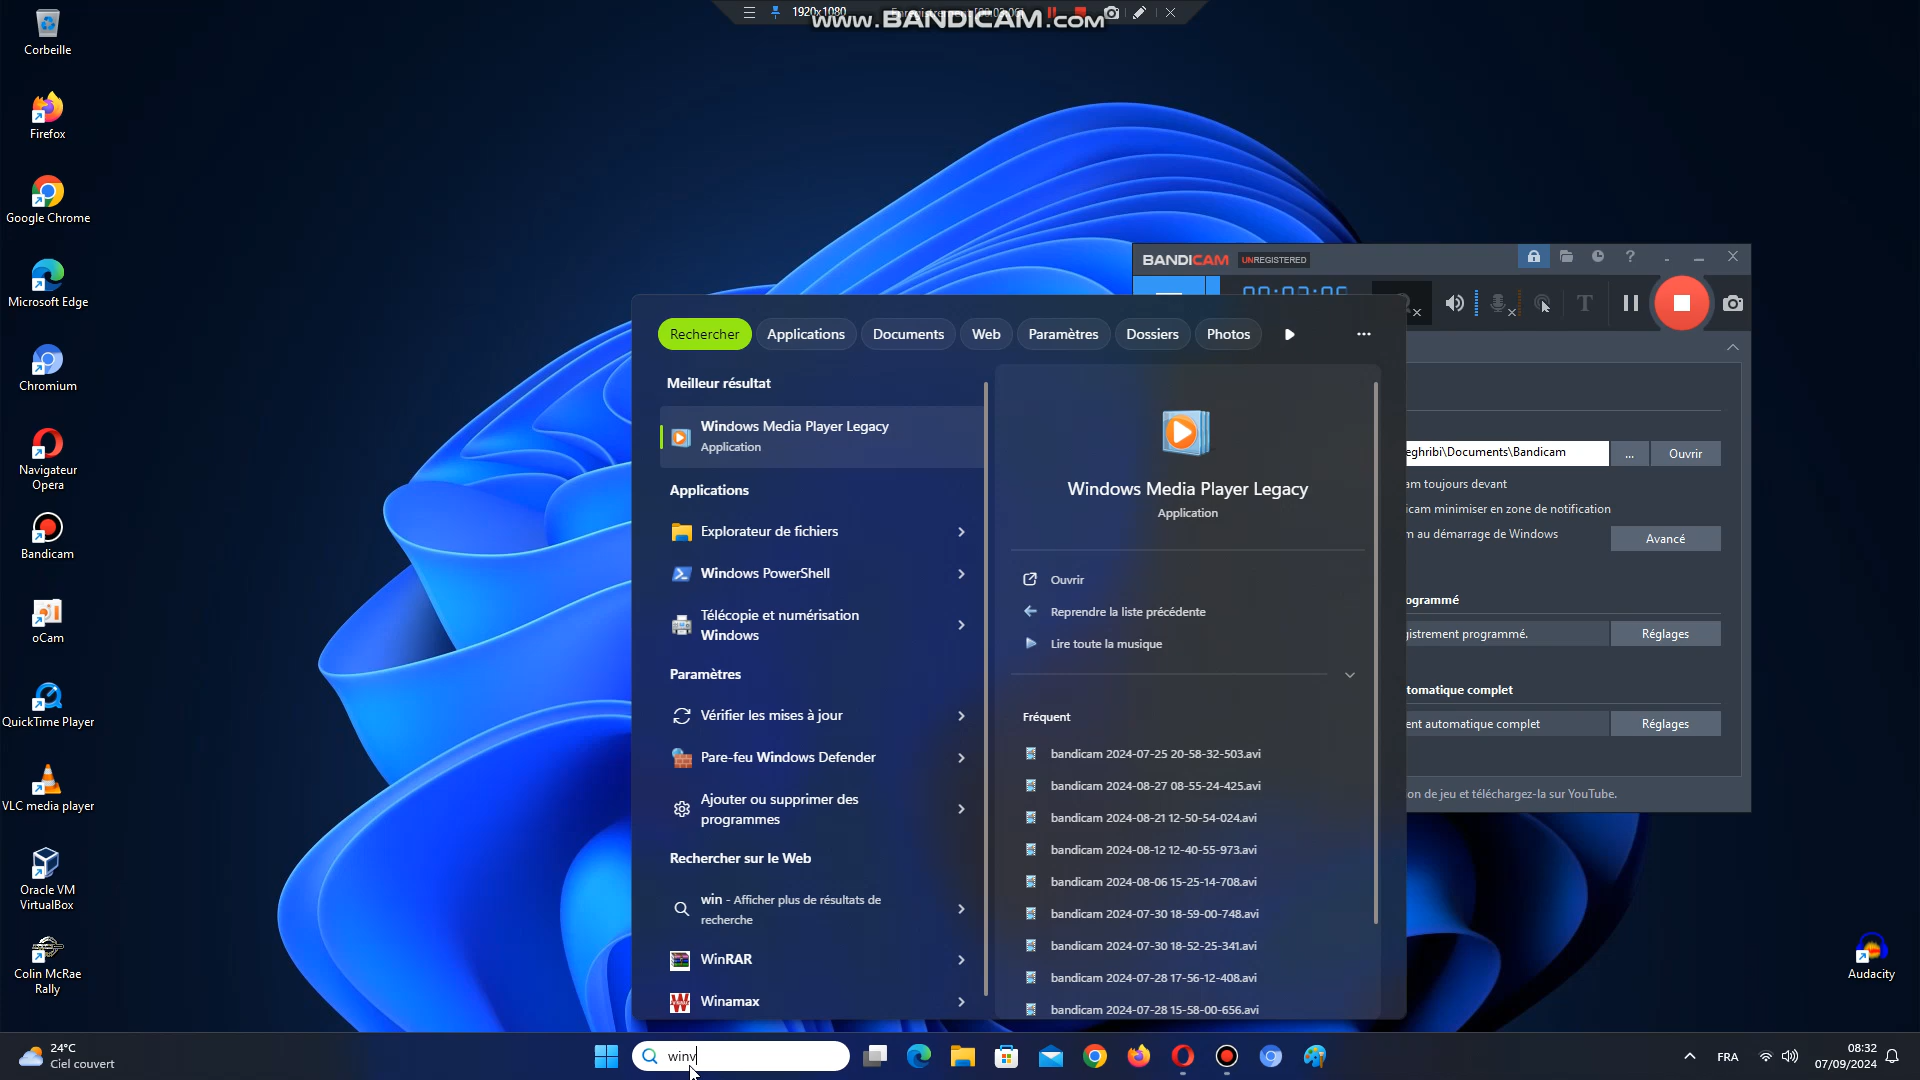 1920x1080
www.BANDICAM.com
Corbeille
Firefox
Google Chrome
Microsoft Edge
Chromium
Navigateur
Opera
Bandicam
oCam
QuickTime Player
VLC media player
Oracle VM
VirtualBox
Colin McRae
Rally
Audacity
BANDICAM UNREGISTERED
eghribi\Documents\Bandicam
...
Ouvrir
am toujours devant
icam minimiser en zone de notification
m au démarrage de Windows
Avancé
ogrammé
gistrement programmé.
Réglages
tomatique complet
ent automatique complet
Réglages
on de jeu et téléchargez-la sur YouTube.
Rechercher
Applications
Documents
Web
Paramètres
Dossiers
Photos
Meilleur résultat
Windows Media Player Legacy
Application
Applications
Explorateur de fichiers
Windows PowerShell
Télécopie et numérisation
Windows
Paramètres
Vérifier les mises à jour
Pare-feu Windows Defender
Ajouter ou supprimer des
programmes
Rechercher sur le Web
win - Afficher plus de résultats de
recherche
WinRAR
Winamax
Windows Media Player Legacy
Application
Ouvrir
Reprendre la liste précédente
Lire toute la musique
Fréquent
bandicam 2024-07-25 20-58-32-503.avi
bandicam 2024-08-27 08-55-24-425.avi
bandicam 2024-08-21 12-50-54-024.avi
bandicam 2024-08-12 12-40-55-973.avi
bandicam 2024-08-06 15-25-14-708.avi
bandicam 2024-07-30 18-59-00-748.avi
bandicam 2024-07-30 18-52-25-341.avi
bandicam 2024-07-28 17-56-12-408.avi
bandicam 2024-07-28 15-58-00-656.avi
24°C
Ciel couvert
winv
FRA
08:32
07/09/2024